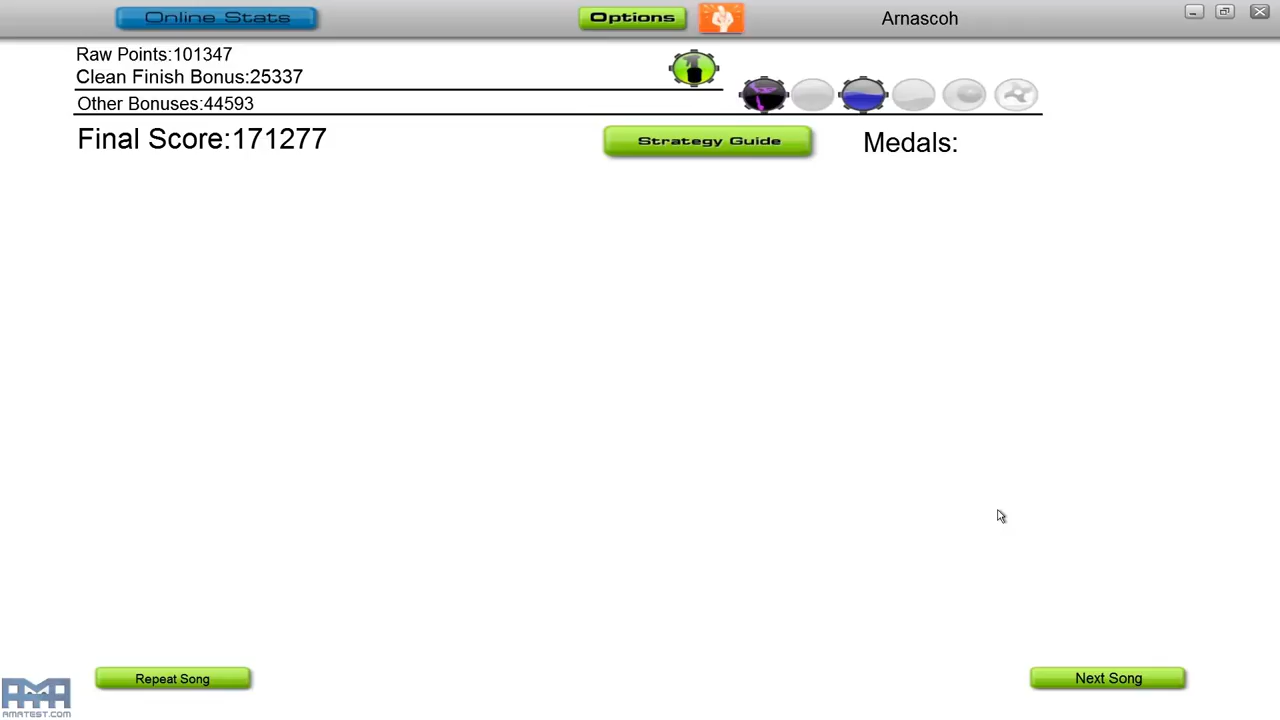 Online Stats
Options
Arnascoh
Raw Points:101347
Clean Finish Bonus:25337
Other Bonuses:44593
Final Score:171277
Strategy Guide
Medals:
Repeat Song
Next Song
AMA
AMATEST.COM